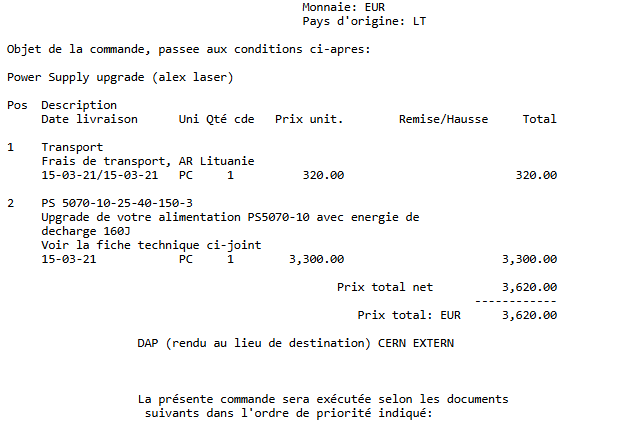 Monnaie: EUR
Pays d'origine: LT
Objet de la commande, passee aux conditions ci-apres:
Power Supply upgrade (alex laser)
Pos Description
Date livraison Uni Qté cde Prix unit. Remise/Hausse Total
1 Transport
Frais de transport, AR Lituanie
15-03-21/15-03-21 PC 1 320.00 320.00
2 PS 5070-10-25-40-150-3
Upgrade de votre alimentation PS5070-10 avec energie de
decharge 160J
Voir la fiche technique ci-joint
15-03-21 PC 1 3,300.00 3,300.00
Prix total net 3,620.00
------------
Prix total: EUR 3,620.00
DAP (rendu au lieu de destination) CERN EXTERN
La présente commande sera exécutée selon les documents
suivants dans l'ordre de priorité indiqué: